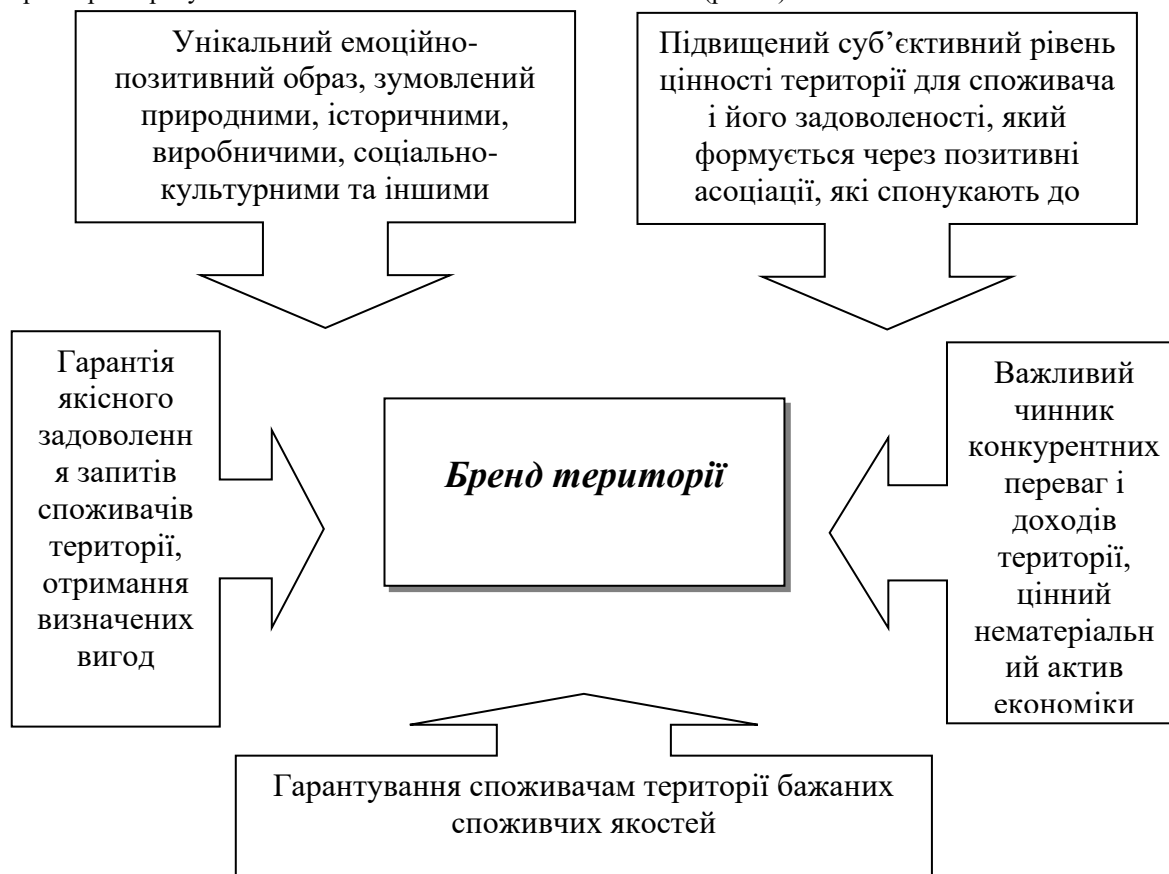 Унікальний емоційно-
позитивний образ, зумовлений
природними, історичними,
виробничими, соціально-
культурними та іншими
Підвищений суб’єктивний рівень
цінності території для споживача
і його задоволеності, який
формується через позитивні
асоціації, які спонукають до
Гарантія
якісного
задоволенн
я запитів
споживачів
території,
отримання
визначених
вигод
Бренд території
Важливий
чинник
конкурентних
переваг і
доходів
території,
цінний
нематеріальн
ий актив
економіки
Гарантування споживачам території бажаних
споживчих якостей